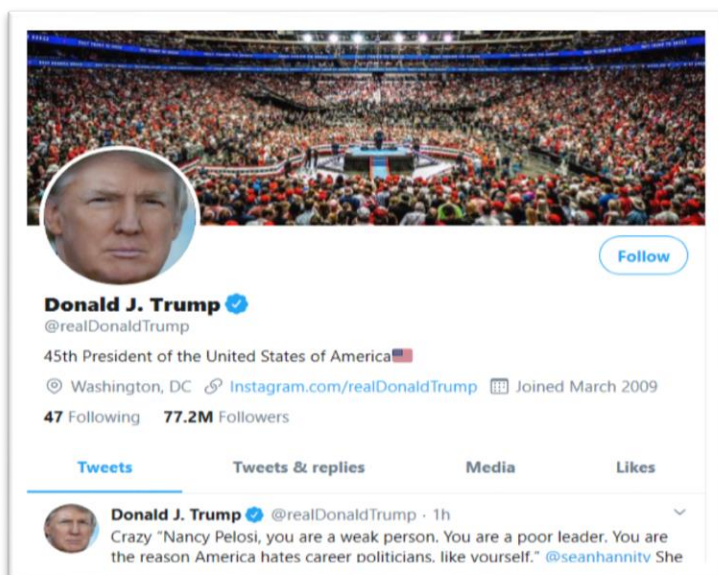 Follow
Donald J. Trump
@realDonaldTrump
45th President of the United States of America
Washington, DC Instagram.com/realDonaldTrump Joined March 2009
47 Following 77.2M Followers
Tweets Tweets & replies Media Likes
Donald J. Trump @realDonaldTrump · 1h
Crazy “Nancy Pelosi, you are a weak person. You are a poor leader. You are
the reason America hates career politicians, like yourself.” @seanhannity She